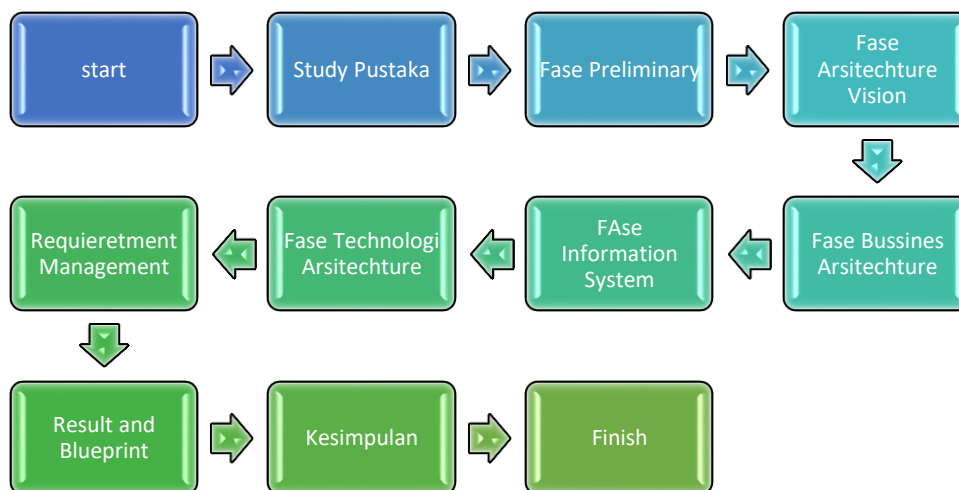 start
Study Pustaka
Fase Preliminary
Fase
Arsitechture
Vision
Fase Bussines
Arsitechture
FAse
Information
System
Fase Technologi
Arsitechture
Requieretment
Management
Result and
Blueprint
Kesimpulan
Finish